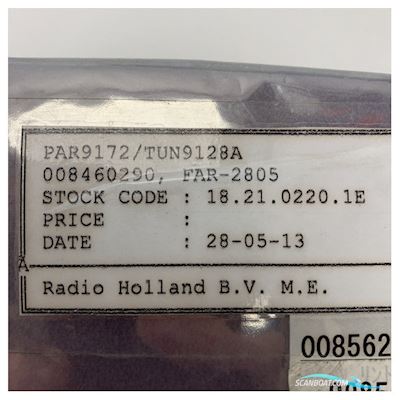 PAR9172/TUN9128A
008460290, FAR-2805
STOCK CODE : 18.21.0220.1E
PRICE :
DATE : 28-05-13
A
Radio Holland B.V. M.E.
008562
SCANBOAT.COM